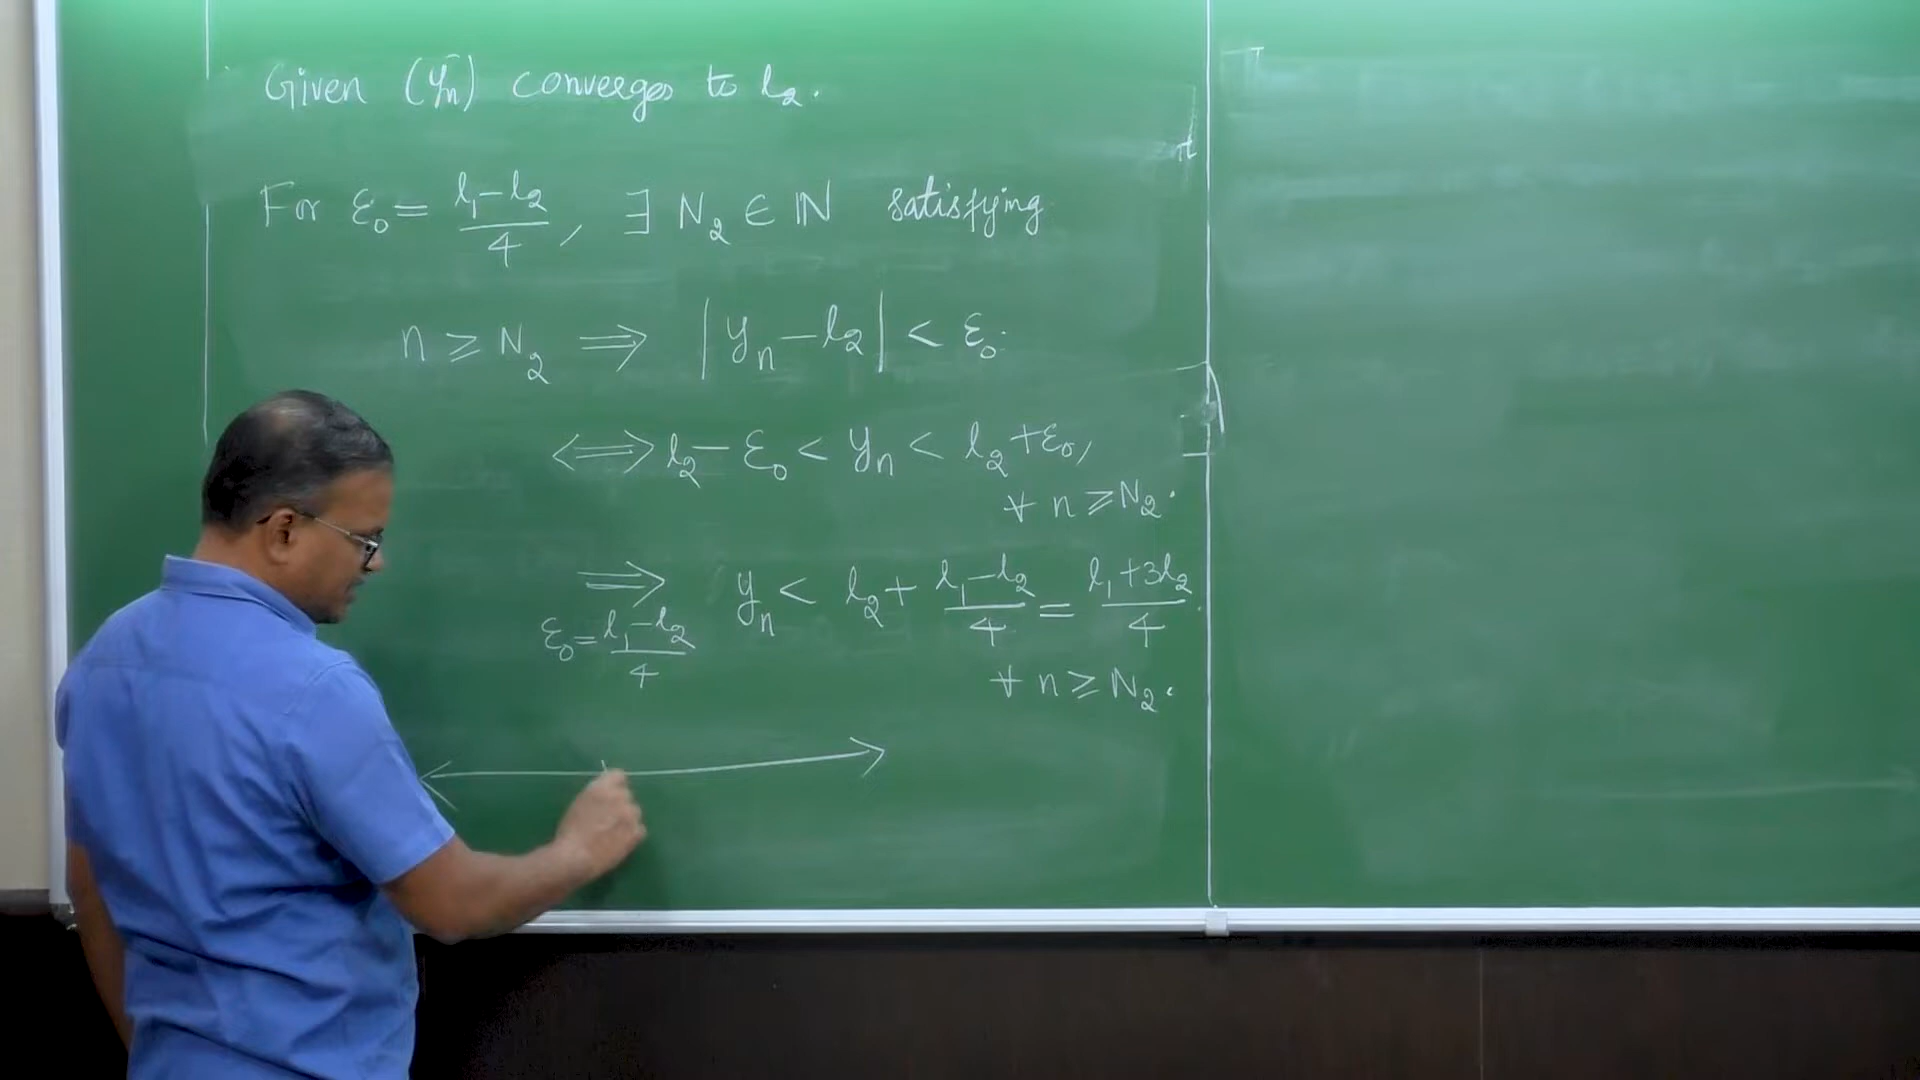 Given (yn) converges to l₂.
For ε₀ = (l₁ − l₂)/4, ∃ N₂ ∈ ℕ satisfying
n ⩾ N₂ ⟹ |yₙ − l₂| < ε₀.
⟺ l₂ − ε₀ < yₙ < l₂ + ε₀,
∀ n ⩾ N₂.
⟹ yₙ < l₂ + (l₁ − l₂)/4 = (l₁ + 3l₂)/4.
ε₀ = (l₁ − l₂)/4
∀ n ⩾ N₂.